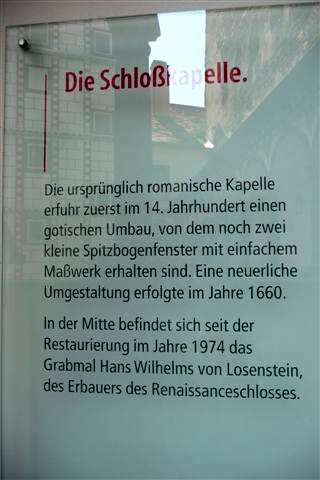 Die Schloßkapelle.
Die ursprünglich romanische Kapelle
erfuhr zuerst im 14. Jahrhundert einen
gotischen Umbau, von dem noch zwei
kleine Spitzbogenfenster mit einfachem
Maßwerk erhalten sind. Eine neuerliche
Umgestaltung erfolgte im Jahre 1660.
In der Mitte befindet sich seit der
Restaurierung im Jahre 1974 das
Grabmal Hans Wilhelms von Losenstein,
des Erbauers des Renaissanceschlosses.